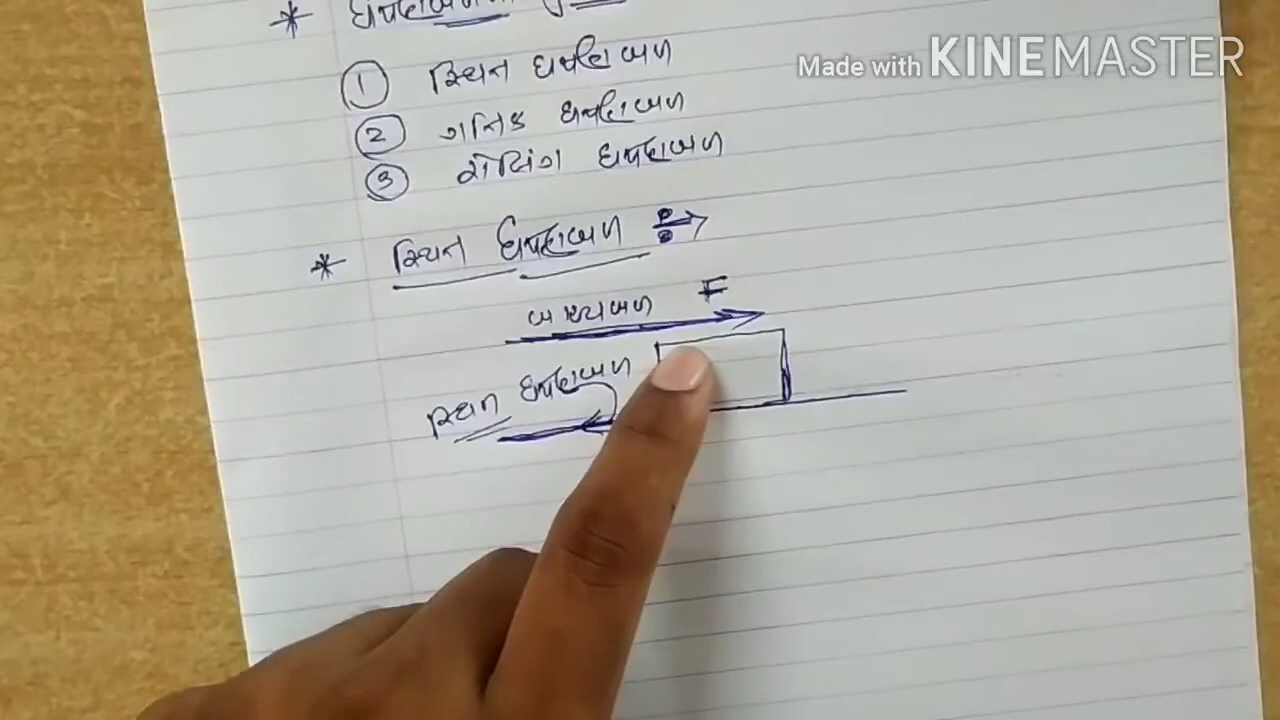 Made with KINEMASTER
* ઘર્ષણબળના
① સ્થિત ઘર્ષણબળ
② ગતિક ઘર્ષણબળ
③ રોલિંગ ઘર્ષણબળ
* સ્થિત ઘર્ષણબળ
બાહ્યબળ F
સ્થિત ઘર્ષણબળ